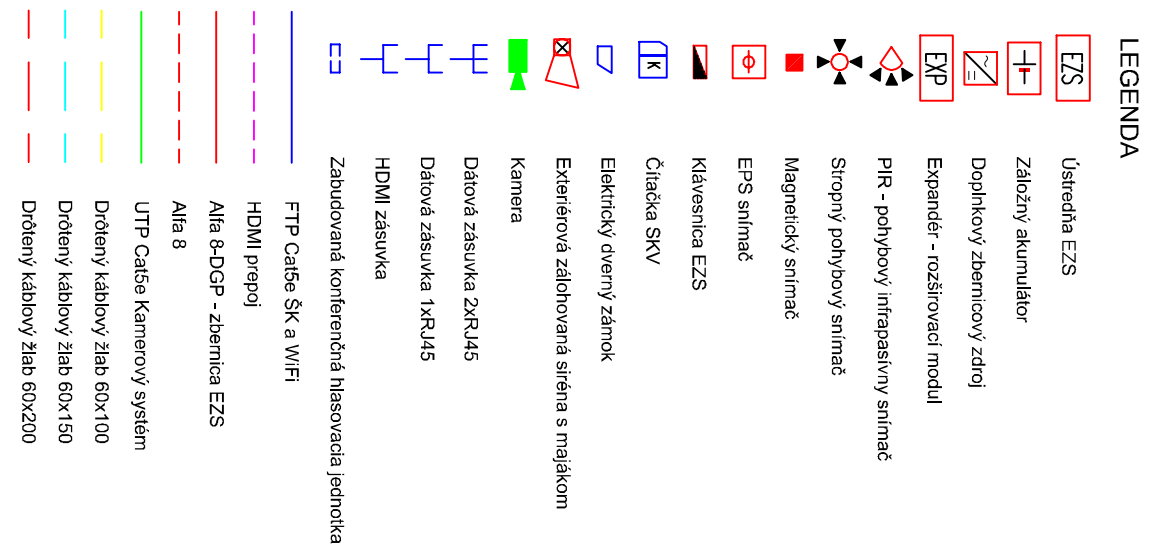 LEGENDA
EZS Ústredňa EZS
Záložný akumulátor
Doplnkový zbernicový zdroj
EXP Expandér - rozširovací modul
PIR - pohybový infrapasívny snímač
Stropný pohybový snímač
Magnetický snímač
EPS snímač
Klávesnica EZS
K Čítačka SKV
Elektrický dverný zámok
Exteriérová zálohovaná siréna s majákom
Kamera
Dátová zásuvka 2xRJ45
Dátová zásuvka 1xRJ45
HDMI zásuvka
Zabudovaná konferenčná hlasovacia jednotka
FTP Cat5e ŠK a WiFi
HDMI prepoj
Alfa 8-DGP - zbernica EZS
Alfa 8
UTP Cat5e Kamerový systém
Drôtený káblový žlab 60x100
Drôtený káblový žlab 60x150
Drôtený káblový žlab 60x200